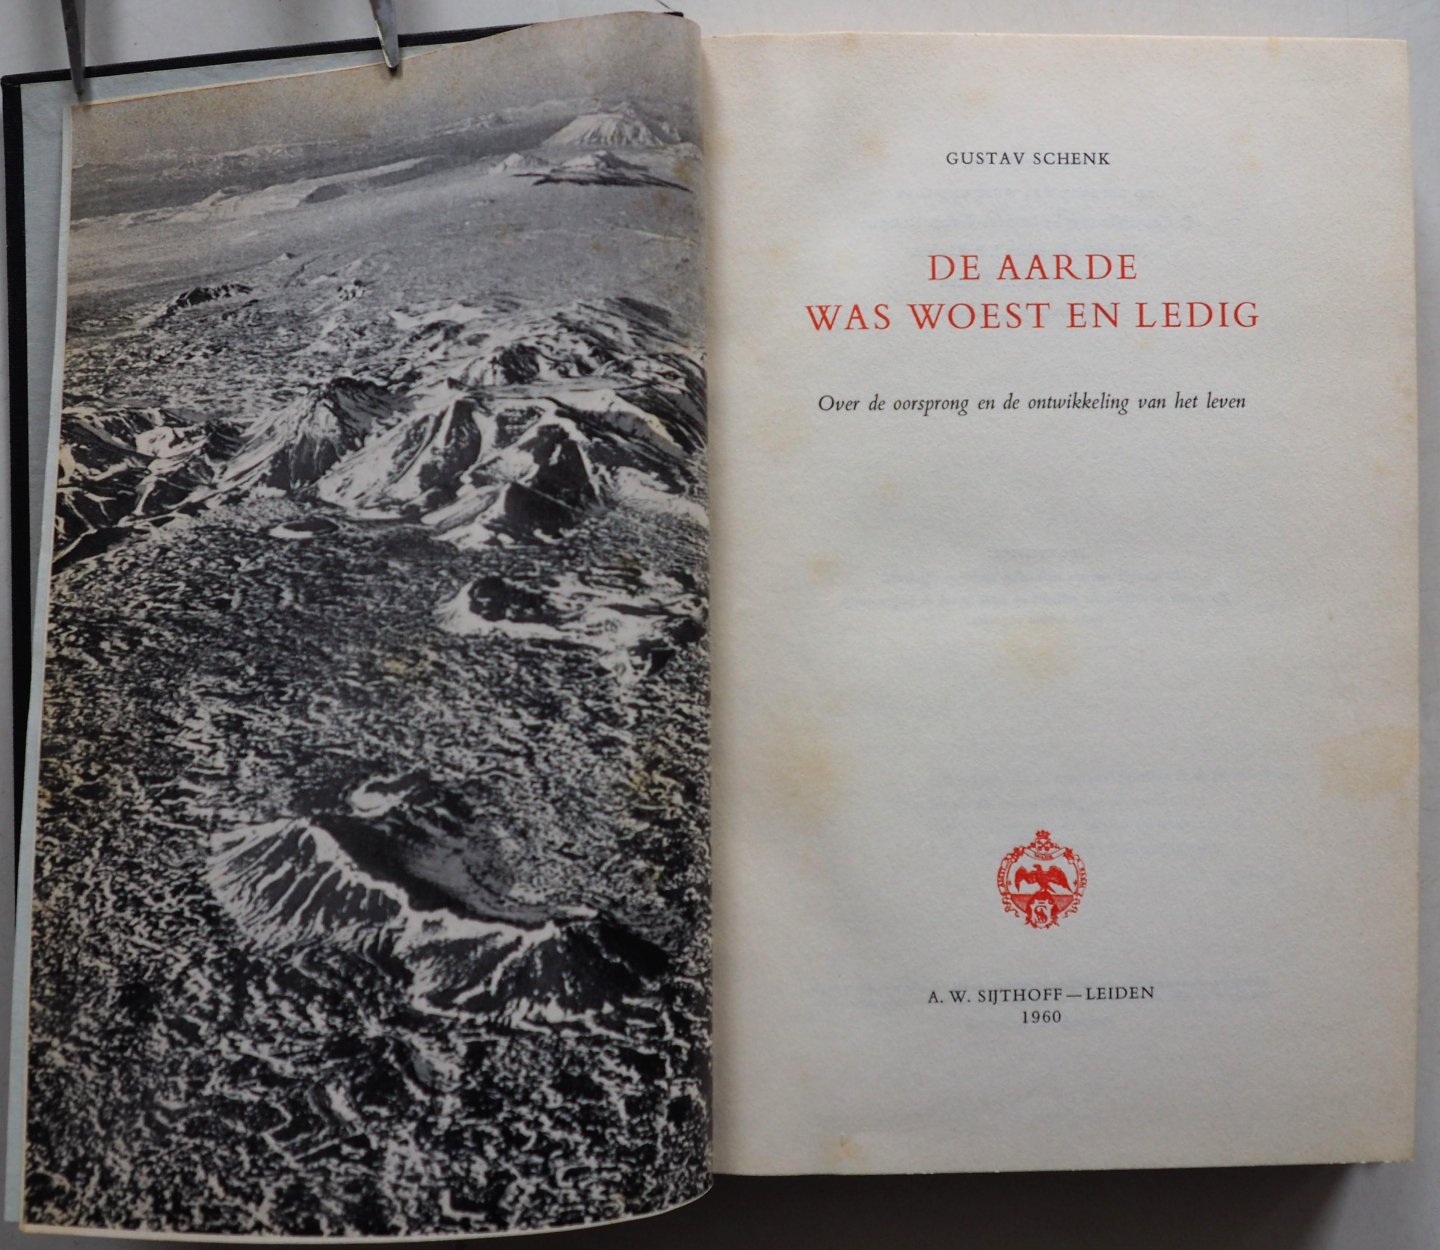 GUSTAV SCHENK
DE AARDE
WAS WOEST EN LEDIG
Over de oorsprong en de ontwikkeling van het leven
A. W. SIJTHOFF—LEIDEN
1960